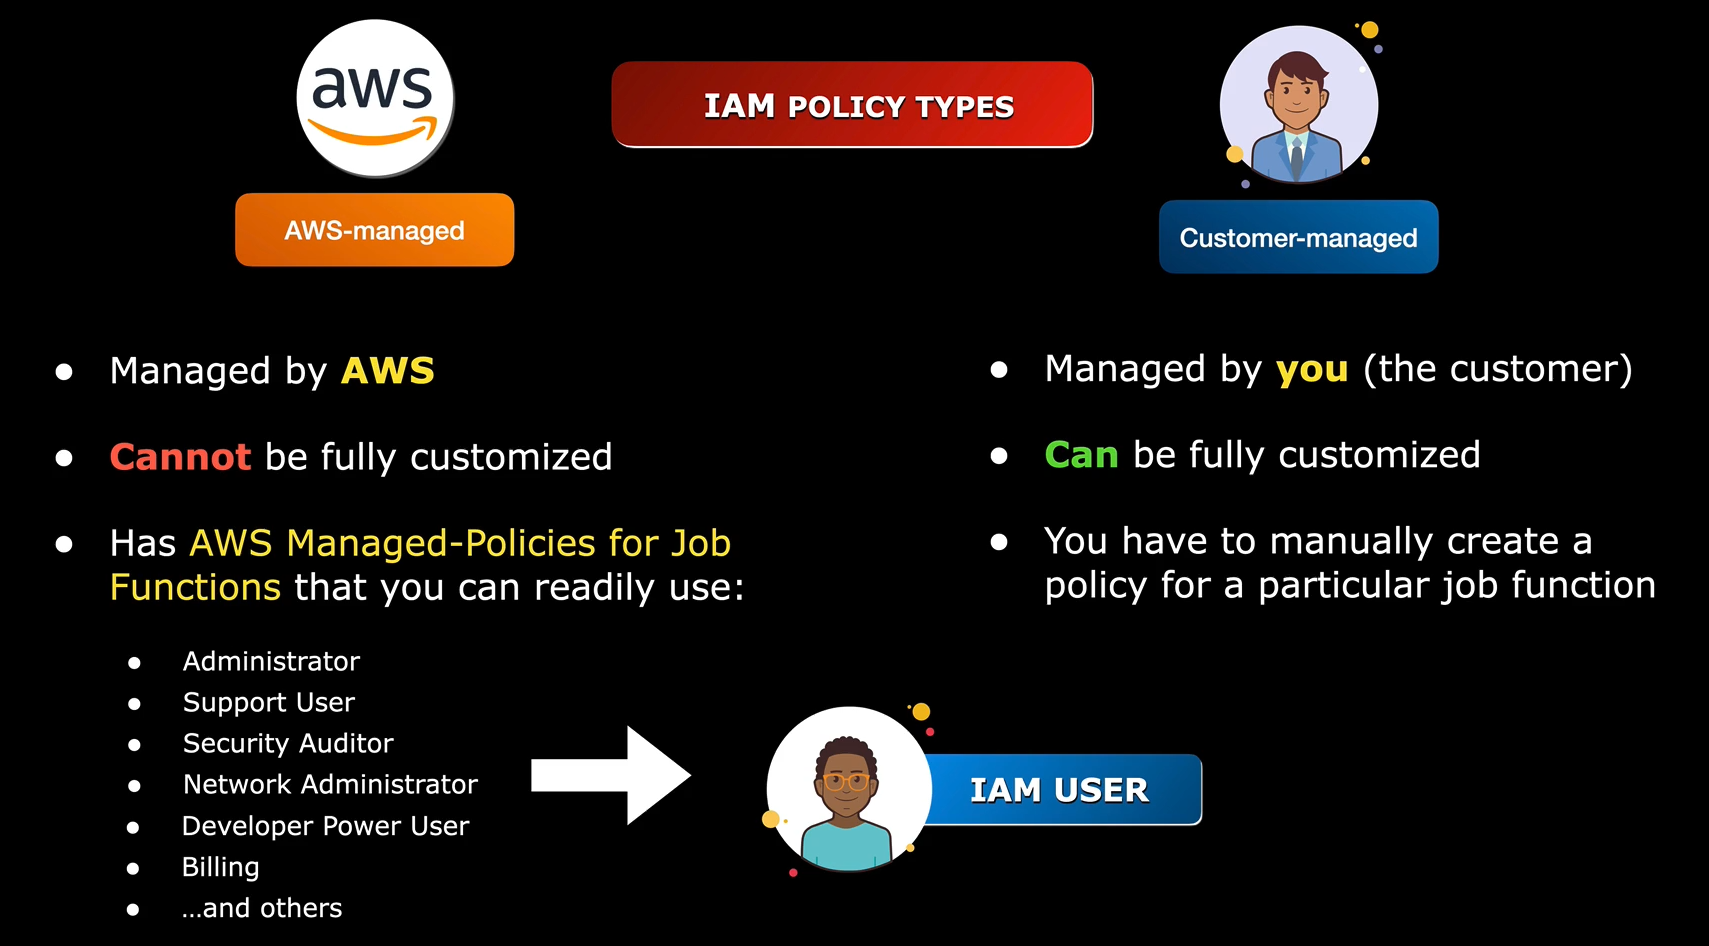 aws
IAM POLICY TYPES
AWS-managed
Customer-managed
● Managed by AWS
● Cannot be fully customized
● Has AWS Managed-Policies for Job
Functions that you can readily use:
● Administrator
● Support User
● Security Auditor
● Network Administrator
● Developer Power User
● Billing
● ...and others
● Managed by you (the customer)
● Can be fully customized
● You have to manually create a
policy for a particular job function
IAM USER